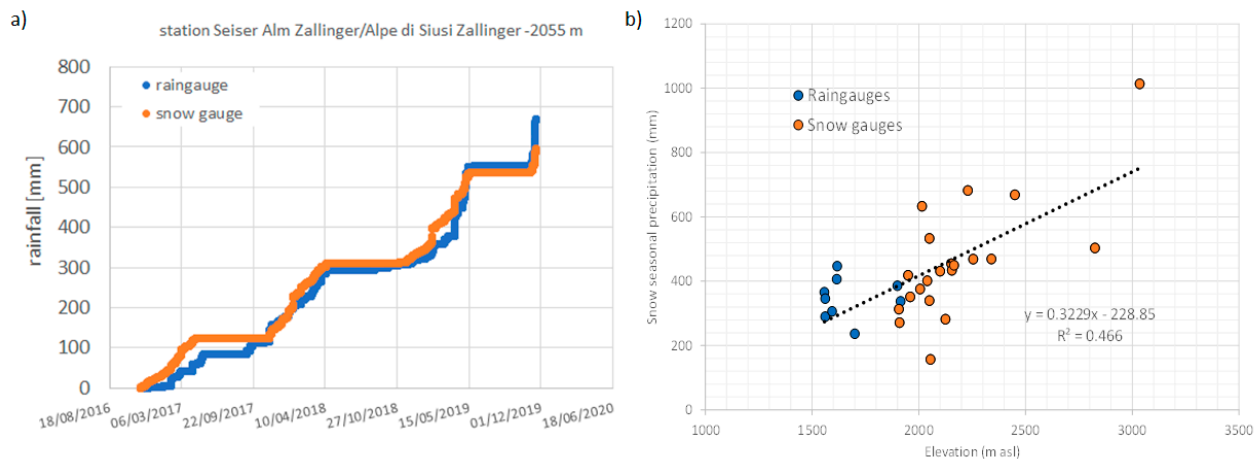 a)
station Seiser Alm Zallinger/Alpe di Siusi Zallinger -2055 m
rainfall [mm]
800
700
600
500
400
300
200
100
0
raingauge
snow gauge
18/08/2016
06/03/2017
22/09/2017
10/04/2018
27/10/2018
15/05/2019
01/12/2019
18/06/2020
b)
Snow seasonal precipitation (mm)
1200
1000
800
600
400
200
0
Raingauges
Snow gauges
y = 0.3229x - 228.85
R² = 0.466
1000
1500
2000
2500
3000
3500
Elevation (m asl)